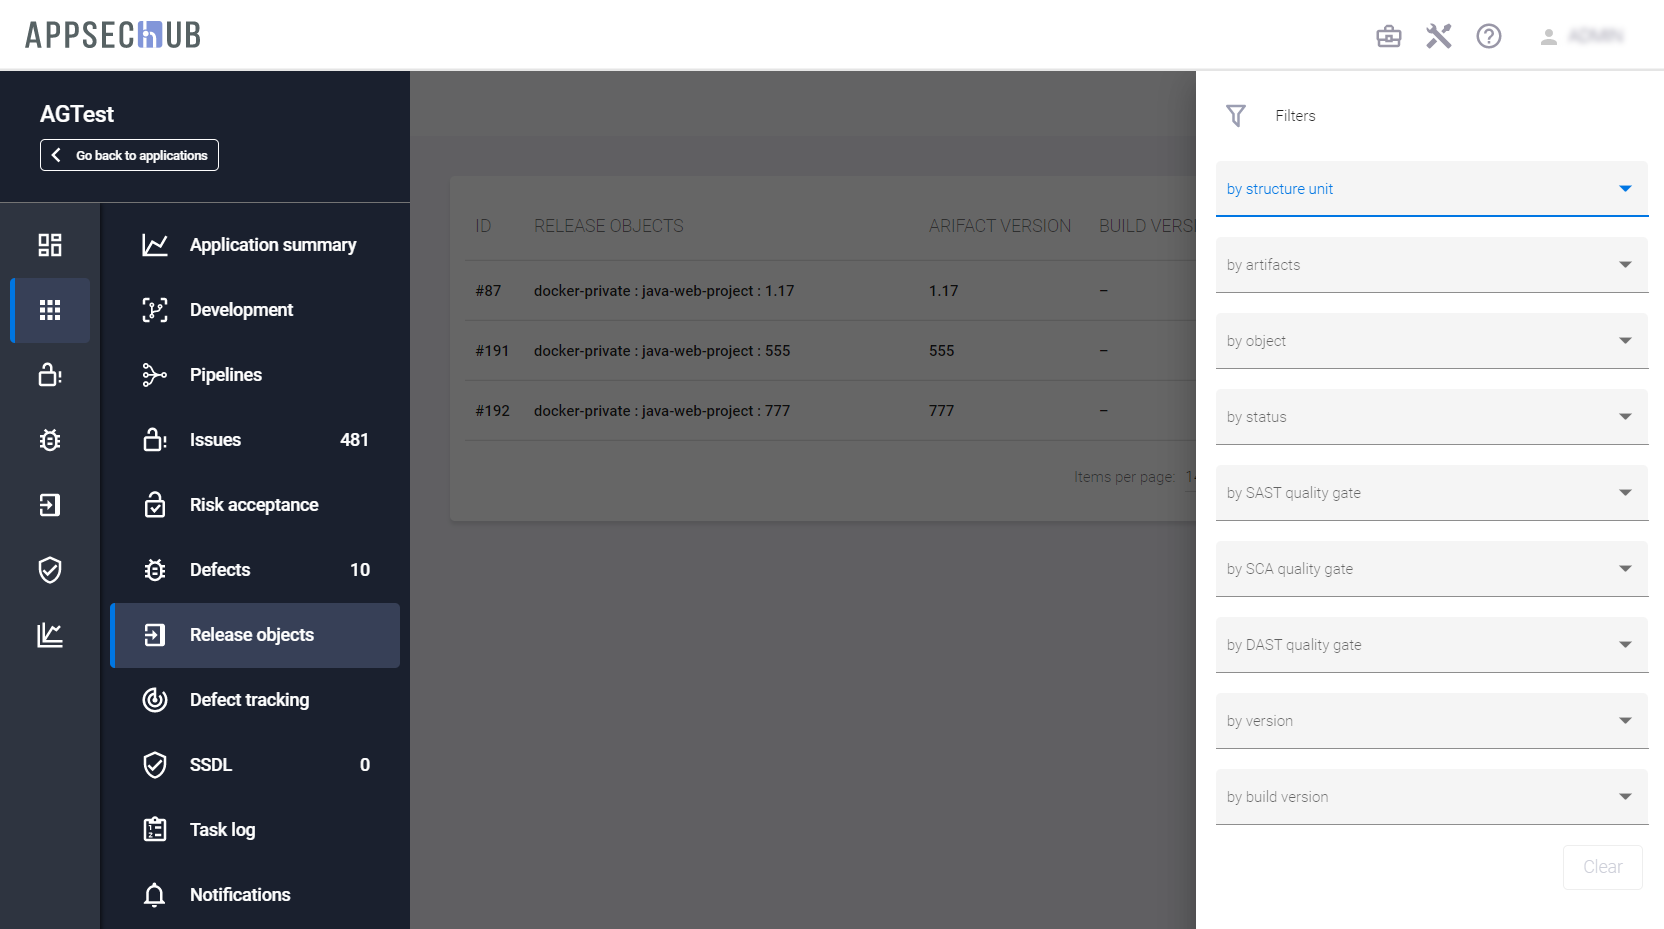 APPSECHUB
AGTest
Go back to applications
Application summary
Development
Pipelines
Issues 481
Risk acceptance
Defects 10
Release objects
Defect tracking
SSDL 0
Task log
Notifications
ID RELEASE OBJECTS ARIFACT VERSION BUILD VERSI
#87 docker-private : java-web-project : 1.17 1.17 –
#191 docker-private : java-web-project : 555 555 –
#192 docker-private : java-web-project : 777 777 –
Items per page:
Filters
by structure unit
by artifacts
by object
by status
by SAST quality gate
by SCA quality gate
by DAST quality gate
by version
by build version
Clear